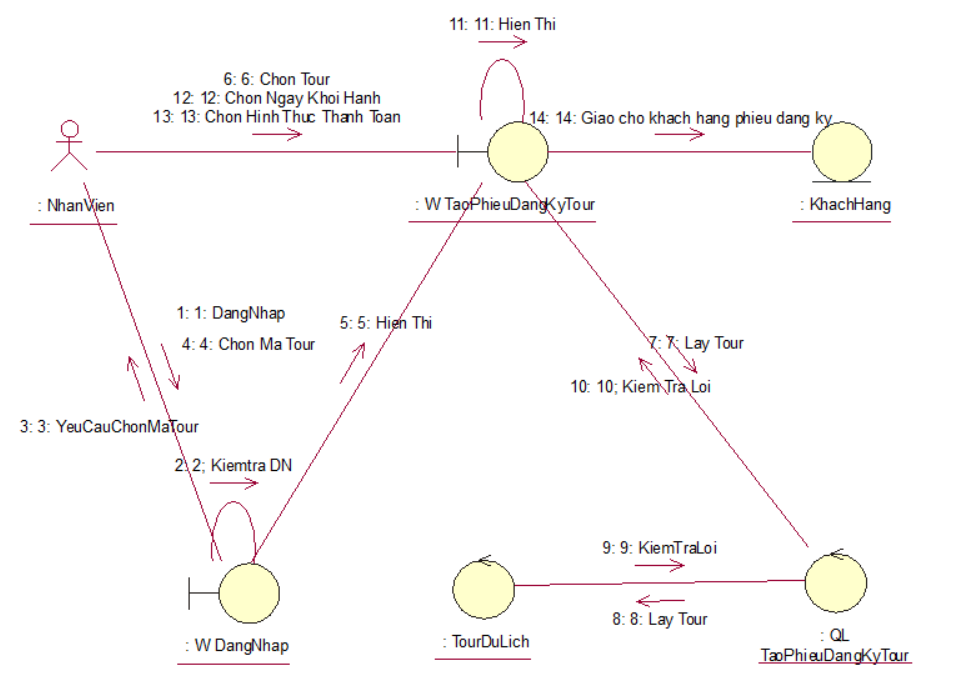 11: 11: Hien Thi
6: 6: Chon Tour
12: 12: Chon Ngay Khoi Hanh
13: 13: Chon Hinh Thuc Thanh Toan
14: 14: Giao cho khach hang phieu dang ky
: NhanVien
: W TaoPhieuDangKyTour
: KhachHang
1: 1: DangNhap
4: 4: Chon Ma Tour
5: 5: Hien Thi
7: 7: Lay Tour
10: 10; Kiem Tra Loi
3: 3: YeuCauChonMaTour
2: 2; Kiemtra DN
9: 9: KiemTraLoi
8: 8: Lay Tour
: W DangNhap
: TourDuLich
: QL
TaoPhieuDangKyTour